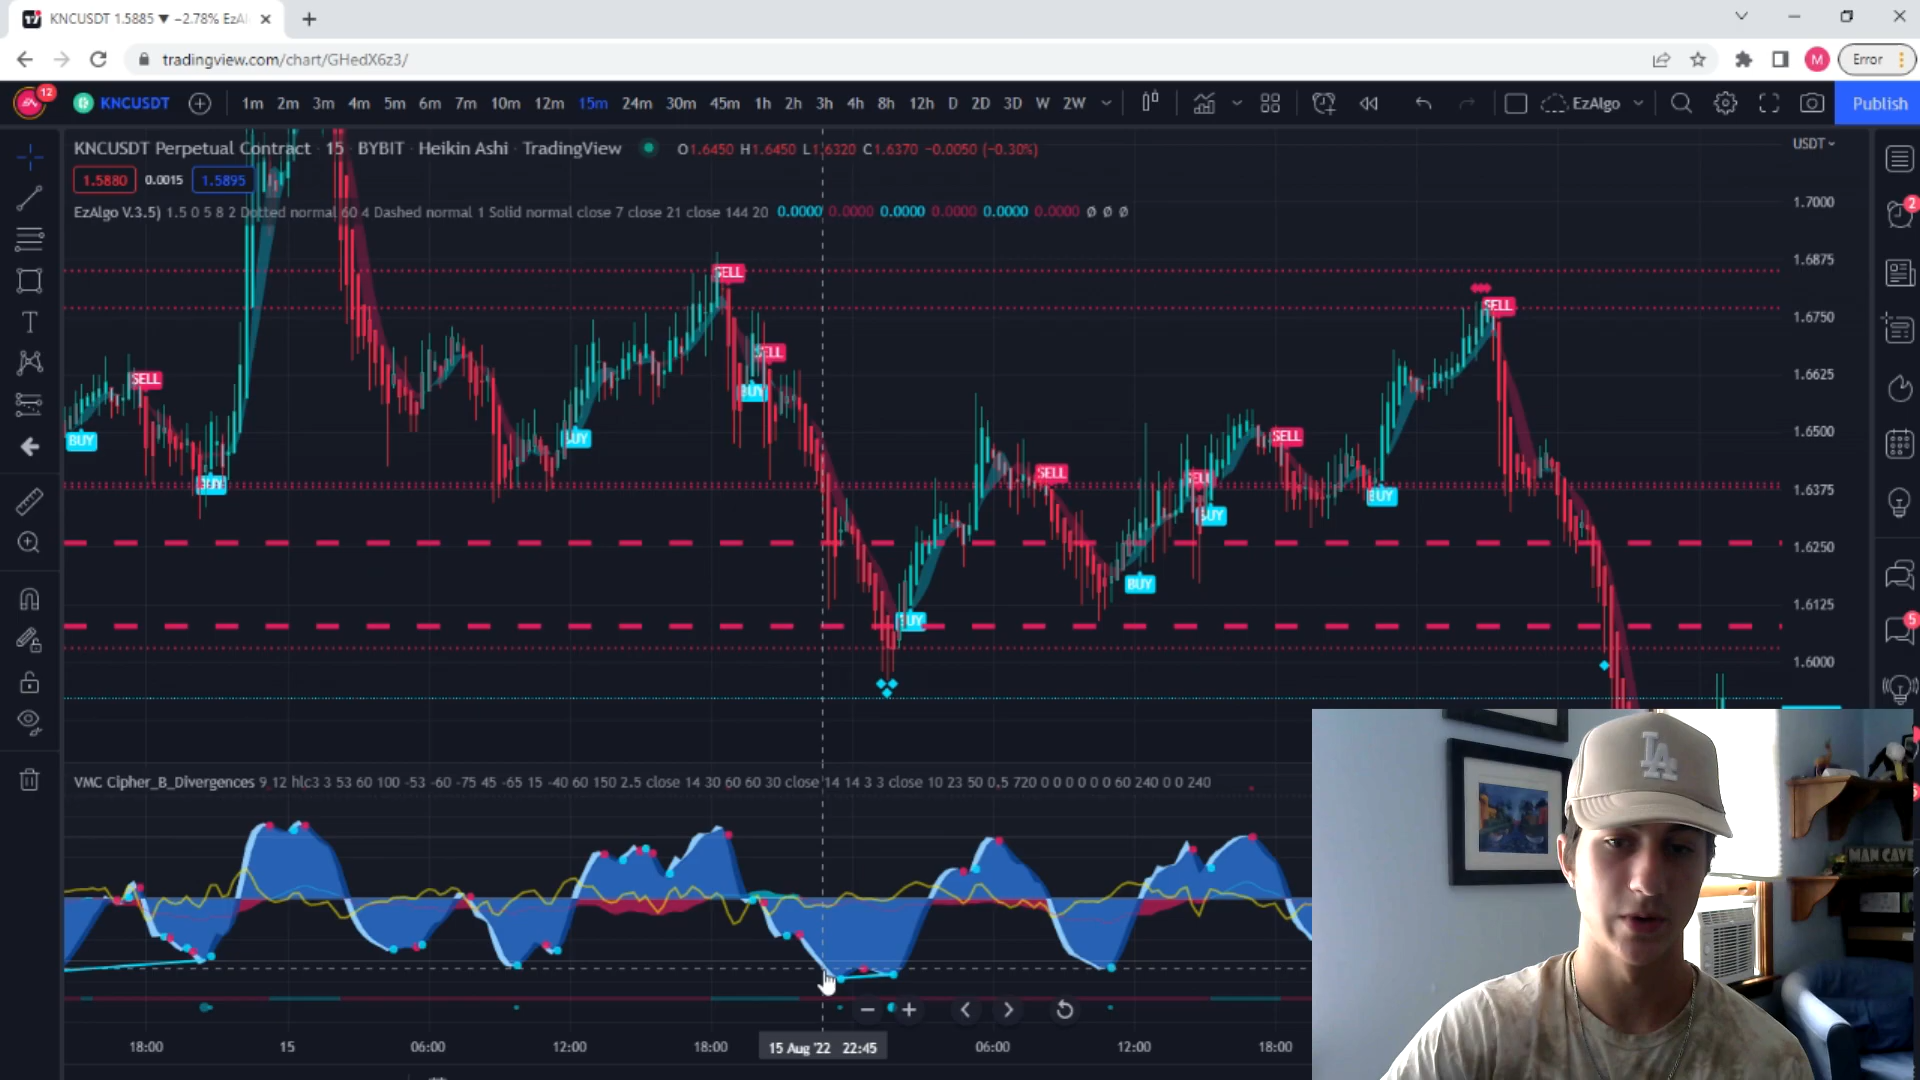 KNCUSDT 1.5885 ▼ −2.78% EzAl
tradingview.com/chart/GHedX6z3/
M
Error
12
KNCUSDT
1m 2m 3m 4m 5m 6m 7m 10m 12m 15m 24m 30m 45m 1h 2h 3h 4h 8h 12h D 2D 3D W 2W
EzAlgo
Publish
KNCUSDT Perpetual Contract · 15 · BYBIT · Heikin Ashi · TradingView
O1.6450 H1.6450 L1.6320 C1.6370 −0.0050 (−0.30%)
USDT
1.5880 0.0015 1.5895
EzAlgo V.3.5) 1.5 0 5 8 2 Dotted normal 60 4 Dashed normal 1 Solid normal close 7 close 21 close 144 20 0.0000 0.0000 0.0000 0.0000 0.0000 0.0000 Ø Ø Ø
1.7000
2
1.6875
SELL
SELL
1.6750
SELL
SELL
1.6625
BUY
BUY
BUY
SELL
1.6500
SELL
SELL
BUY
BUY
1.6375
BUY
1.6250
BUY
1.6125
BUY
5
1.6000
VMC Cipher_B_Divergences 9 12 hlc3 3 53 60 100 -53 -60 -75 45 -65 15 -40 60 150 2.5 close 14 30 60 60 30 close 14 14 3 3 close 10 23 50 0.5 720 0 0 0 0 0 0 60 240 0 0 240
LA
MAN CAVE
18:00 15 06:00 12:00 18:00 15 Aug '22 22:45 06:00 12:00 18:00